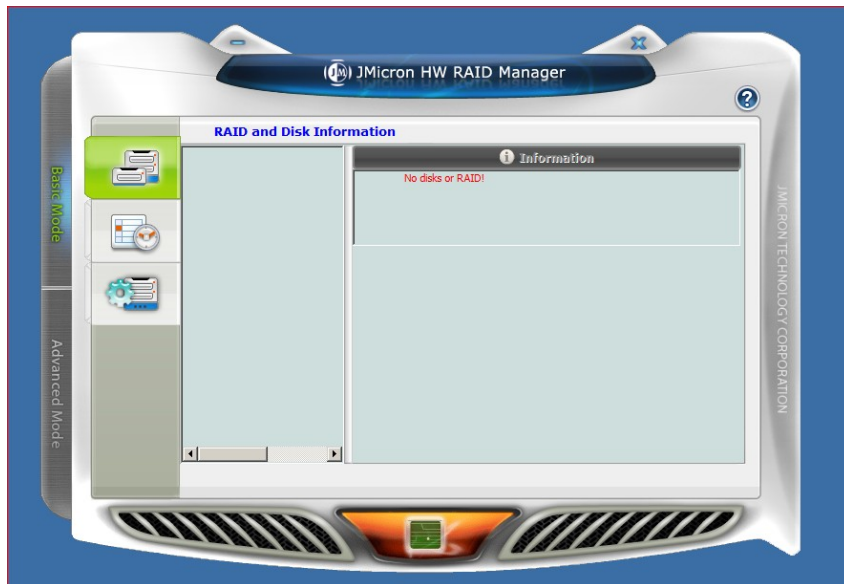 JMicron HW RAID Manager
RAID and Disk Information
Information
No disks or RAID!
Basic Mode
Advanced Mode
JMICRON TECHNOLOGY CORPORATION